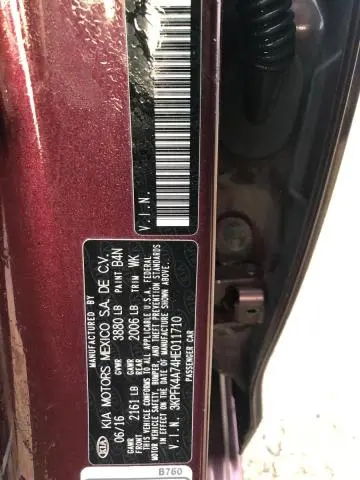 KIA KIA MOTORS MEXICO S.A. DE C.V.
06/16 GVWR 3880 LB PAINT B4N
GAWR FRONT 2161 LB GAWR REAR 2006 LB TRIM WK
THIS VEHICLE CONFORMS TO ALL APPLICABLE U.S.A. FEDERAL
MOTOR VEHICLE SAFETY, BUMPER, AND THEFT PREVENTION STANDARDS
IN EFFECT ON THE DATE OF MANUFACTURE SHOWN ABOVE.
V.I.N. 3KPFK4A74HE011710
PASSENGER CAR
V.I.N.
B760